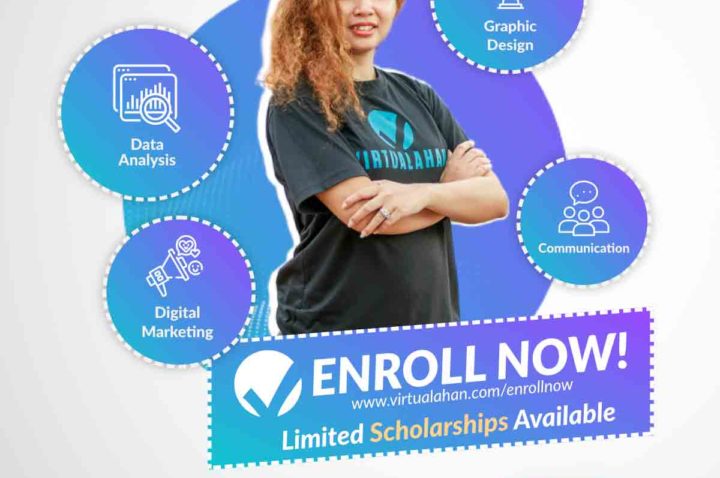 Graphic
Design
Data
Analysis
VIRTUALAHAN
Communication
Digital
Marketing
ENROLL NOW!
www.virtualahan.com/enrollnow
Limited Scholarships Available